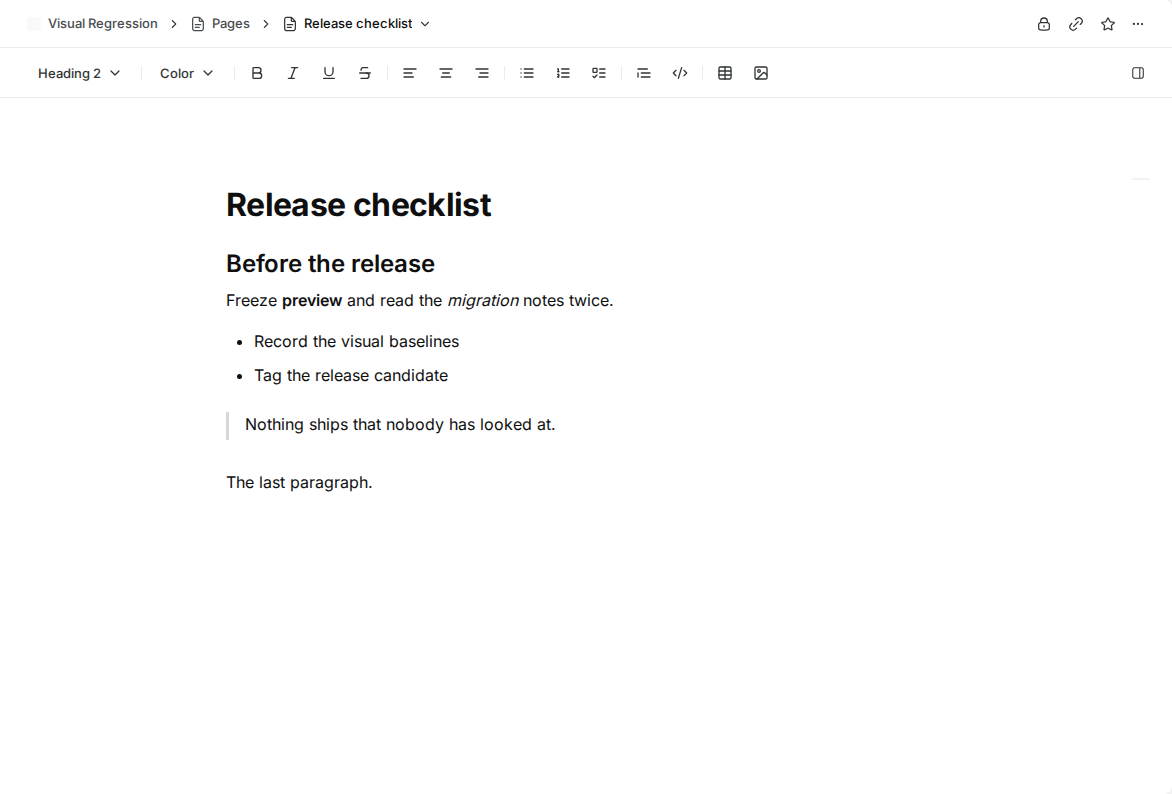 Visual Regression > Pages > Release checklist
Heading 2 Color
Release checklist
Before the release
Freeze preview and read the migration notes twice.
• Record the visual baselines
• Tag the release candidate
Nothing ships that nobody has looked at.
The last paragraph.